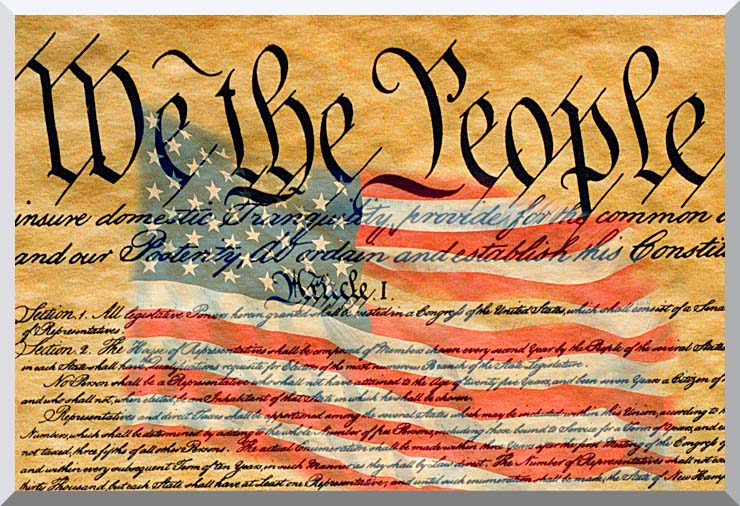 We the People
insure domestic Tranquility, provide for the common
and our Posterity, do ordain and establish this Constitu
Article I
Section. 1. All legislative Powers herein granted shall be vested in a Congress of the United States, which shall consist of a Sena
of Representatives.
Section. 2. The House of Representatives shall be composed of Members chosen every second Year by the People of the several States
in each State shall have Qualifications requisite for Electors of the most numerous Branch of the State Legislature.
No Person shall be a Representative who shall not have attained to the Age of twenty five Years, and been seven Years a Citizen of
and who shall not, when elected, be an Inhabitant of that State in which he shall be chosen.
Representatives and direct Taxes shall be apportioned among the several States which may be included within this Union, according to
Numbers, which shall be determined by adding to the whole Number of free Persons, including those bound to Service for a Term of Years, and
not taxed, three fifths of all other Persons. The actual Enumeration shall be made within three Years after the first Meeting of the Congress of
and within every subsequent Term of ten Years, in such Manner as they shall by Law direct. The Number of Representatives shall not
thirty Thousand, but each State shall have at Least one Representative; and until such enumeration shall be made, the State of New Hamp